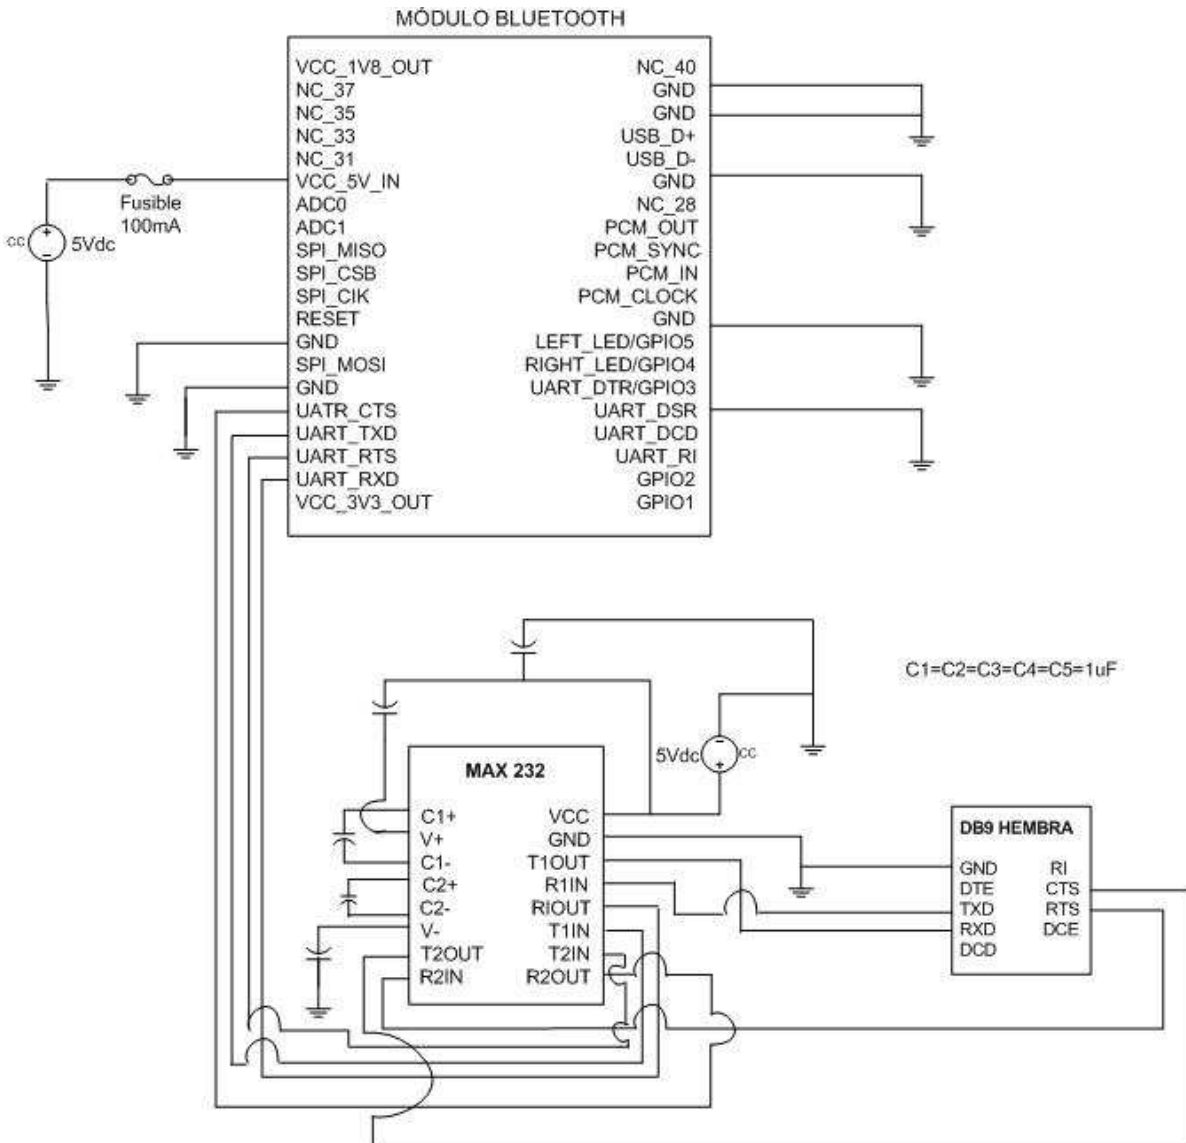 MÓDULO BLUETOOTH
VCC_1V8_OUT
NC_37
NC_35
NC_33
NC_31
VCC_5V_IN
ADC0
ADC1
SPI_MISO
SPI_CSB
SPI_CIK
RESET
GND
SPI_MOSI
GND
UATR_CTS
UART_TXD
UART_RTS
UART_RXD
VCC_3V3_OUT
NC_40
GND
GND
USB_D+
USB_D-
GND
NC_28
PCM_OUT
PCM_SYNC
PCM_IN
PCM_CLOCK
GND
LEFT_LED/GPIO5
RIGHT_LED/GPIO4
UART_DTR/GPIO3
UART_DSR
UART_DCD
UART_RI
GPIO2
GPIO1
Fusible
100mA
CC
+
-
5Vdc
C1=C2=C3=C4=C5=1uF
5Vdc
-
+
CC
MAX 232
C1+
V+
C1-
C2+
C2-
V-
T2OUT
R2IN
VCC
GND
T1OUT
R1IN
RIOUT
T1IN
T2IN
R2OUT
DB9 HEMBRA
GND
DTE
TXD
RXD
DCD
RI
CTS
RTS
DCE